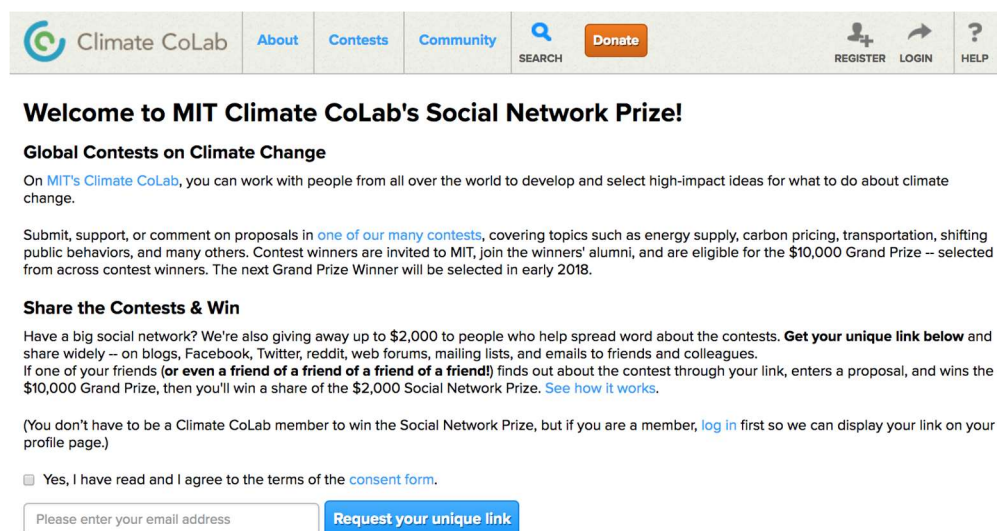 Climate CoLab
About
Contests
Community
SEARCH
Donate
REGISTER
LOGIN
HELP
Welcome to MIT Climate CoLab's Social Network Prize!
Global Contests on Climate Change
On MIT's Climate CoLab, you can work with people from all over the world to develop and select high-impact ideas for what to do about climate
change.
Submit, support, or comment on proposals in one of our many contests, covering topics such as energy supply, carbon pricing, transportation, shifting
public behaviors, and many others. Contest winners are invited to MIT, join the winners' alumni, and are eligible for the $10,000 Grand Prize -- selected
from across contest winners. The next Grand Prize Winner will be selected in early 2018.
Share the Contests & Win
Have a big social network? We're also giving away up to $2,000 to people who help spread word about the contests. Get your unique link below and
share widely -- on blogs, Facebook, Twitter, reddit, web forums, mailing lists, and emails to friends and colleagues.
If one of your friends (or even a friend of a friend of a friend of a friend!) finds out about the contest through your link, enters a proposal, and wins the
$10,000 Grand Prize, then you'll win a share of the $2,000 Social Network Prize. See how it works.
(You don't have to be a Climate CoLab member to win the Social Network Prize, but if you are a member, log in first so we can display your link on your
profile page.)
Yes, I have read and I agree to the terms of the consent form.
Please enter your email address
Request your unique link